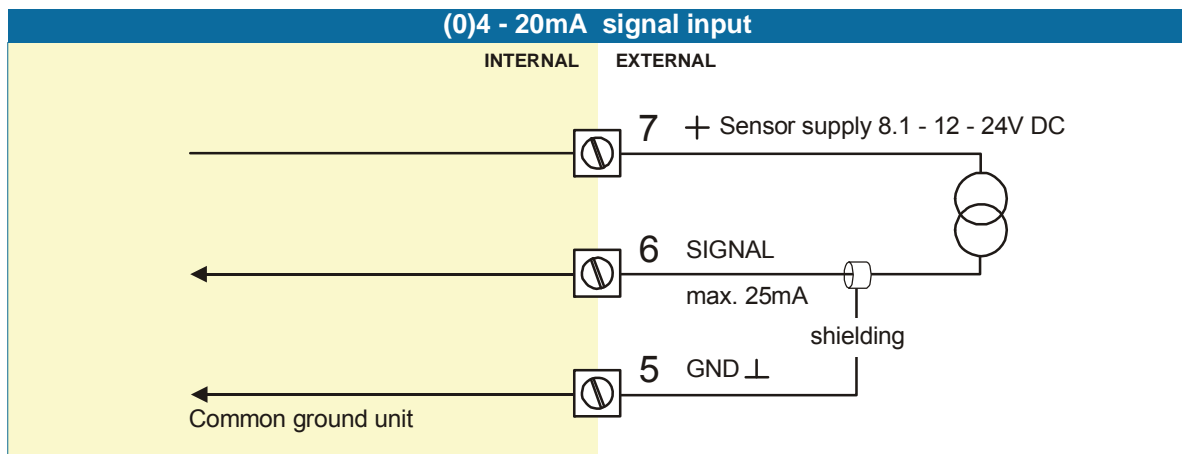 (0)4 - 20mA signal input
INTERNAL EXTERNAL
7 + Sensor supply 8.1 - 12 - 24V DC
6 SIGNAL
max. 25mA
shielding
5 GND ⊥
Common ground unit